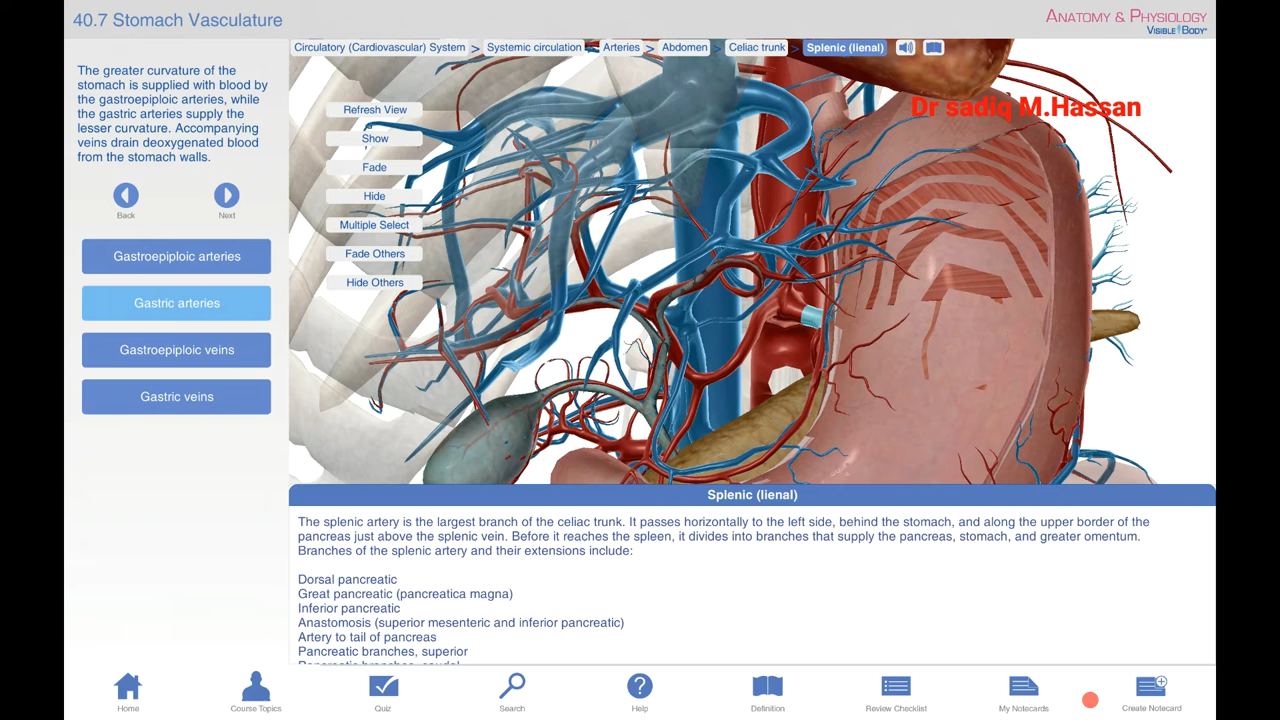 40.7 Stomach Vasculature
ANATOMY & PHYSIOLOGY
VISIBLE BODY®
The greater curvature of the
stomach is supplied with blood by
the gastroepiploic arteries, while
the gastric arteries supply the
lesser curvature. Accompanying
veins drain deoxygenated blood
from the stomach walls.
Back
Next
Gastroepiploic arteries
Gastric arteries
Gastroepiploic veins
Gastric veins
Circulatory (Cardiovascular) System > Systemic circulation > Arteries > Abdomen > Celiac trunk > Splenic (lienal)
Refresh View
Show
Fade
Hide
Multiple Select
Fade Others
Hide Others
Dr sadiq M.Hassan
Splenic (lienal)
The splenic artery is the largest branch of the celiac trunk. It passes horizontally to the left side, behind the stomach, and along the upper border of the
pancreas just above the splenic vein. Before it reaches the spleen, it divides into branches that supply the pancreas, stomach, and greater omentum.
Branches of the splenic artery and their extensions include:
Dorsal pancreatic
Great pancreatic (pancreatica magna)
Inferior pancreatic
Anastomosis (superior mesenteric and inferior pancreatic)
Artery to tail of pancreas
Pancreatic branches, superior
Home
Course Topics
Quiz
Search
Help
Definition
Review Checklist
My Notecards
Create Notecard